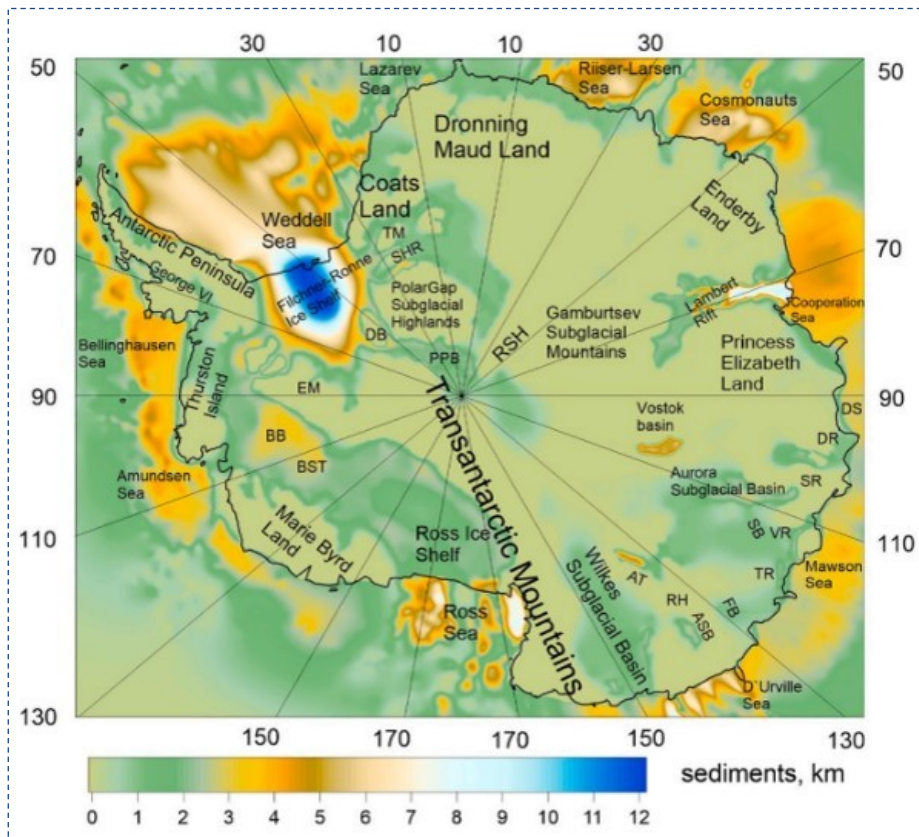 30
10
10
30
50
Lazarev
Sea
Riiser-Larsen
Sea
50
Cosmonauts
Sea
Dronning
Maud Land
Coats
Land
Enderby
Land
Weddell
Sea
TM
SHR
Antarctic Peninsula
70
70
George VI
Filchner-Ronne
Ice Shelf
PolarGap
Subglacial
Highlands
Lambert
Rift
Cooperation
Sea
Gamburtsev
Subglacial
Mountains
DB
PPB
RSH
Princess
Elizabeth
Land
Bellinghausen
Sea
Thurston
Island
EM
90
90
Vostok
basin
DS
BB
BST
DR
Transantarctic Mountains
Amundsen
Sea
Aurora
Subglacial Basin
SR
Marie Byrd
Land
Ross Ice
Shelf
SB
VR
110
110
Wilkes
Subglacial Basin
AT
TR
Mawson
Sea
RH
FB
ASB
Ross
Sea
D`Urville
Sea
130
130
150
170
170
150
sediments, km
0 1 2 3 4 5 6 7 8 9 10 11 12